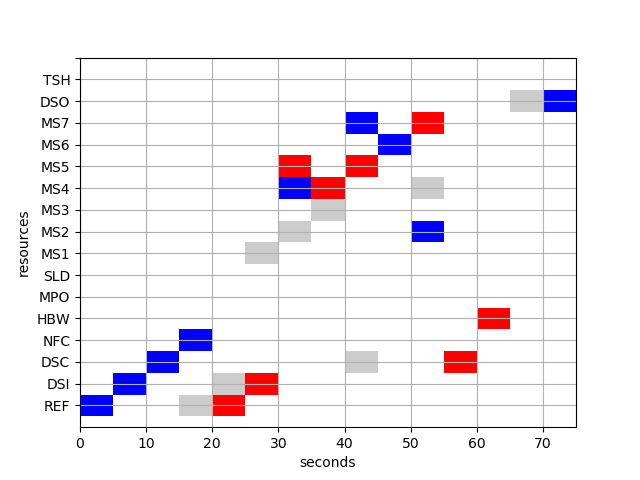 TSH
DSO
MS7
MS6
MS5
MS4
MS3
MS2
MS1
SLD
MPO
HBW
NFC
DSC
DSI
REF
resources
0 10 20 30 40 50 60 70
seconds